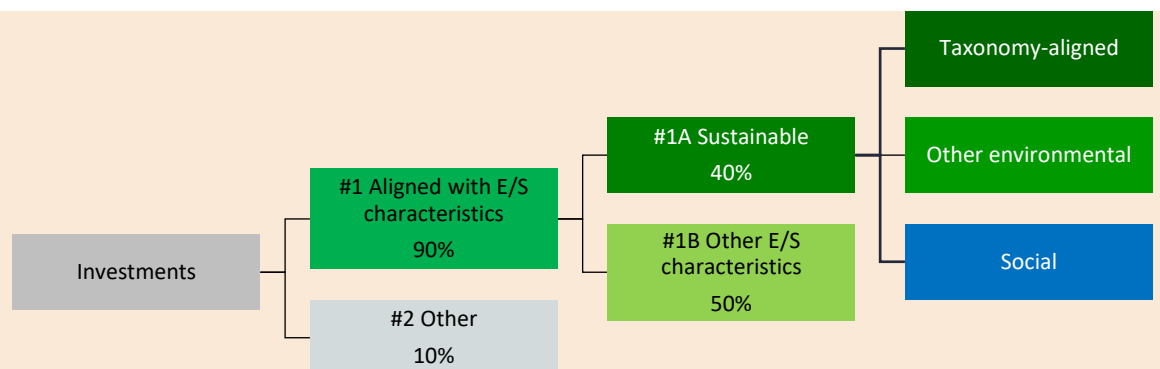 Investments
#1 Aligned with E/S
characteristics
90%
#2 Other
10%
#1A Sustainable
40%
#1B Other E/S
characteristics
50%
Taxonomy-aligned
Other environmental
Social